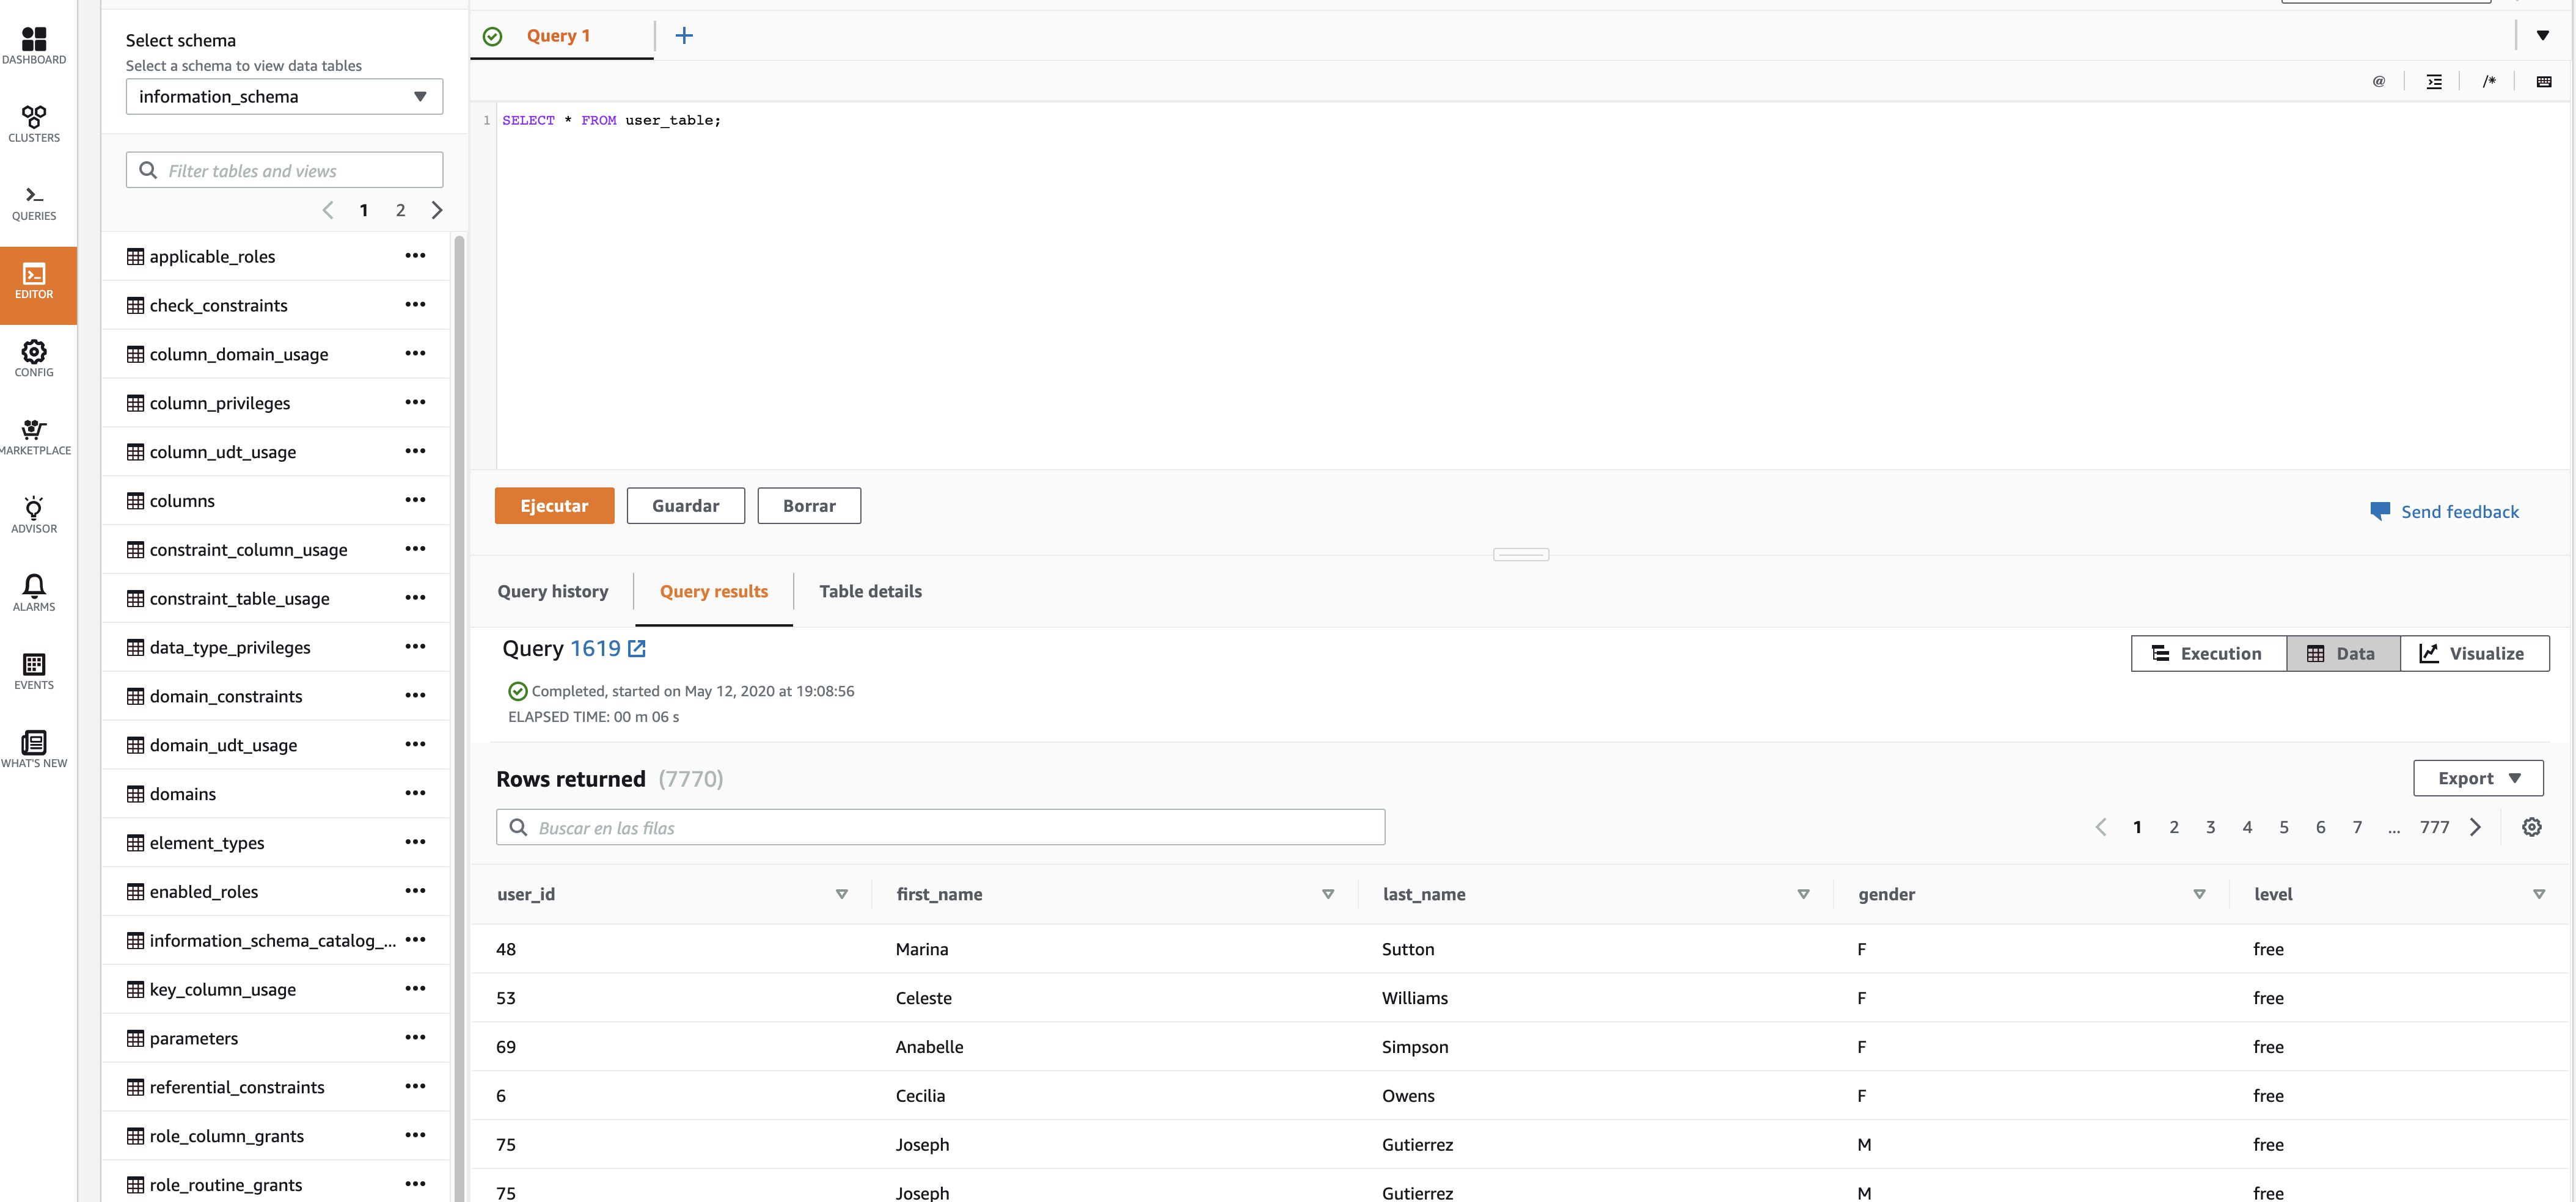 DASHBOARD
CLUSTERS
QUERIES
EDITOR
CONFIG
MARKETPLACE
ADVISOR
ALARMS
EVENTS
WHAT'S NEW
Select schema
Select a schema to view data tables
information_schema
Filter tables and views
1 2
applicable_roles
check_constraints
column_domain_usage
column_privileges
column_udt_usage
columns
constraint_column_usage
constraint_table_usage
data_type_privileges
domain_constraints
domain_udt_usage
domains
element_types
enabled_roles
information_schema_catalog_...
key_column_usage
parameters
referential_constraints
role_column_grants
role_routine_grants
Query 1 +
@ /*
1 SELECT * FROM user_table;
Ejecutar Guardar Borrar
Send feedback
Query history Query results Table details
Query 1619
Execution Data Visualize
Completed, started on May 12, 2020 at 19:08:56
ELAPSED TIME: 00 m 06 s
Rows returned (7770)
Export
Buscar en las filas
1 2 3 4 5 6 7 ... 777
user_id first_name last_name gender level
48 Marina Sutton F free
53 Celeste Williams F free
69 Anabelle Simpson F free
6 Cecilia Owens F free
75 Joseph Gutierrez M free
75 Joseph Gutierrez M free